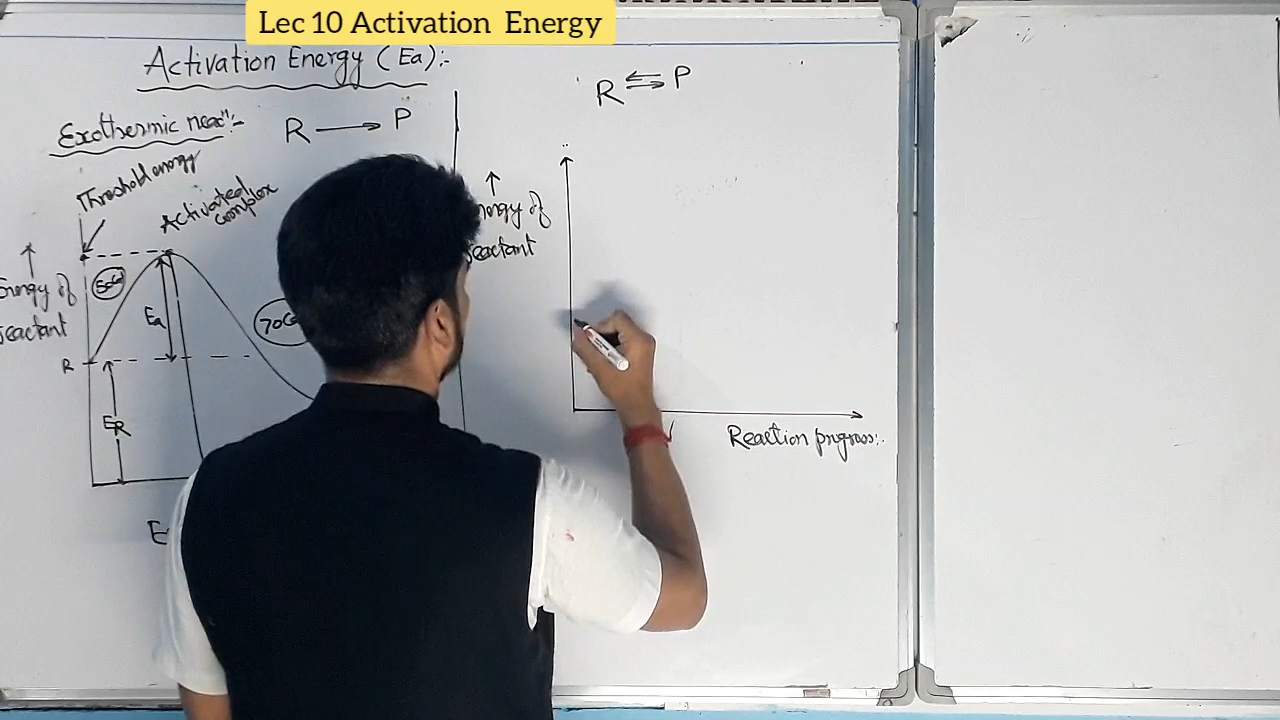 Lec 10 Activation Energy
Activation Energy (Ea):-
Exothermic reacn:-
R ⟶ P
Threshold energy
Activated
complex
Energy of
reactant
R
Ea
ER
R ⇌ P
Energy of
reactant
Reaction progress:.